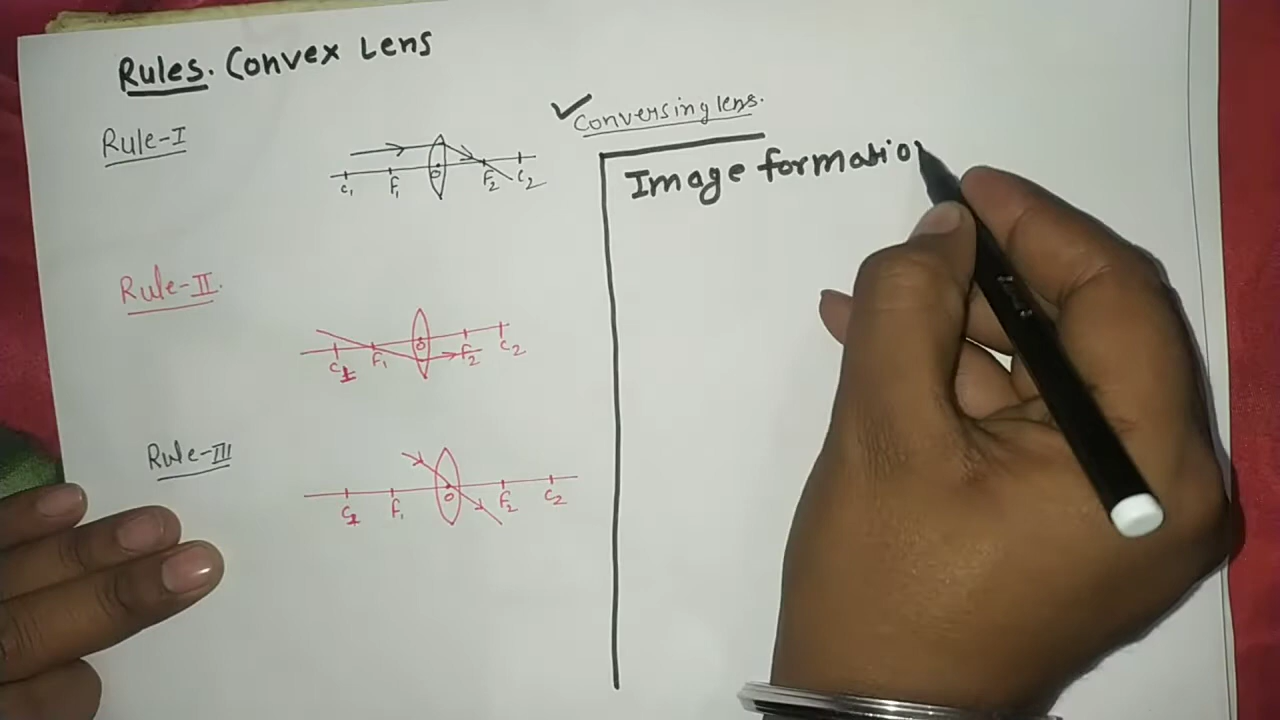 Rules. Convex Lens
✓Conversing lens.
Rule-I
C1 F1 O F2 C2
Rule-II.
C1 F1 O F2 C2
Rule-III
C1 F1 O F2 C2
Image formatio